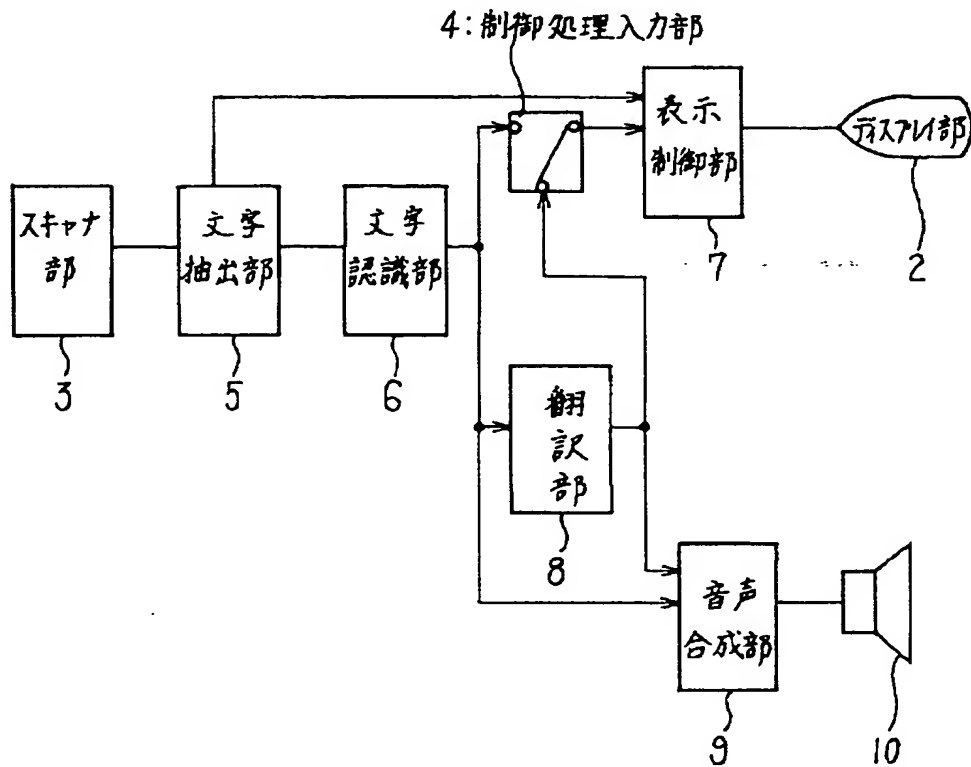 4:制御処理入力部
スキャナ
部
3
文字
抽出部
5
文字
認識部
6
表示
制御部
7
ディスプレイ部
2
翻
訳
部
8
音声
合成部
9
10